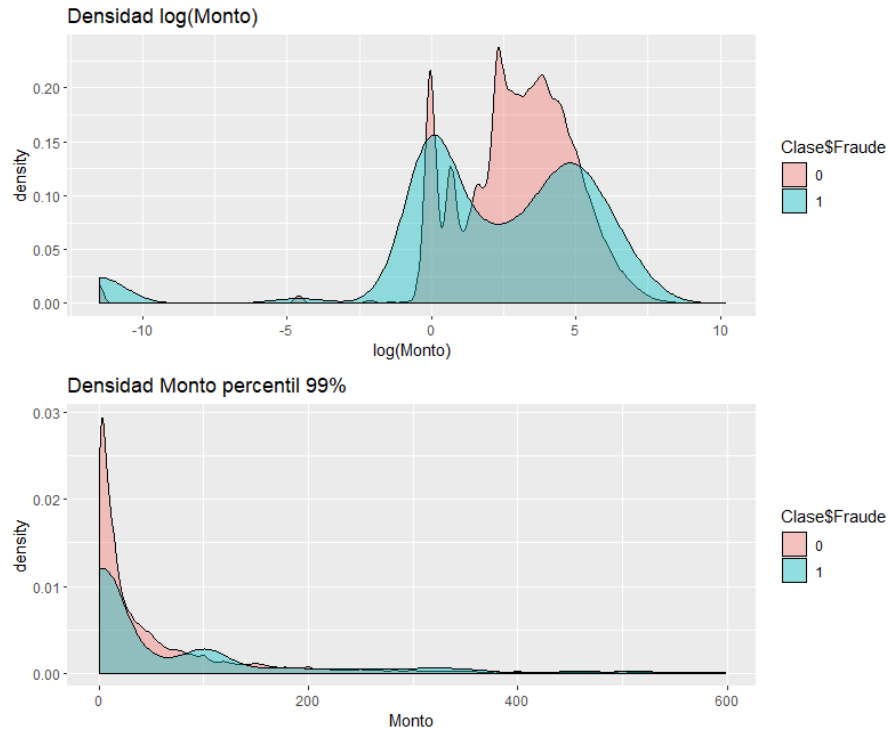 Densidad log(Monto)
density
0.20
0.15
0.10
0.05
0.00
-10 -5 0 5 10
log(Monto)
Clase$Fraude
0
1
Densidad Monto percentil 99%
density
0.03
0.02
0.01
0.00
0 200 400 600
Monto
Clase$Fraude
0
1